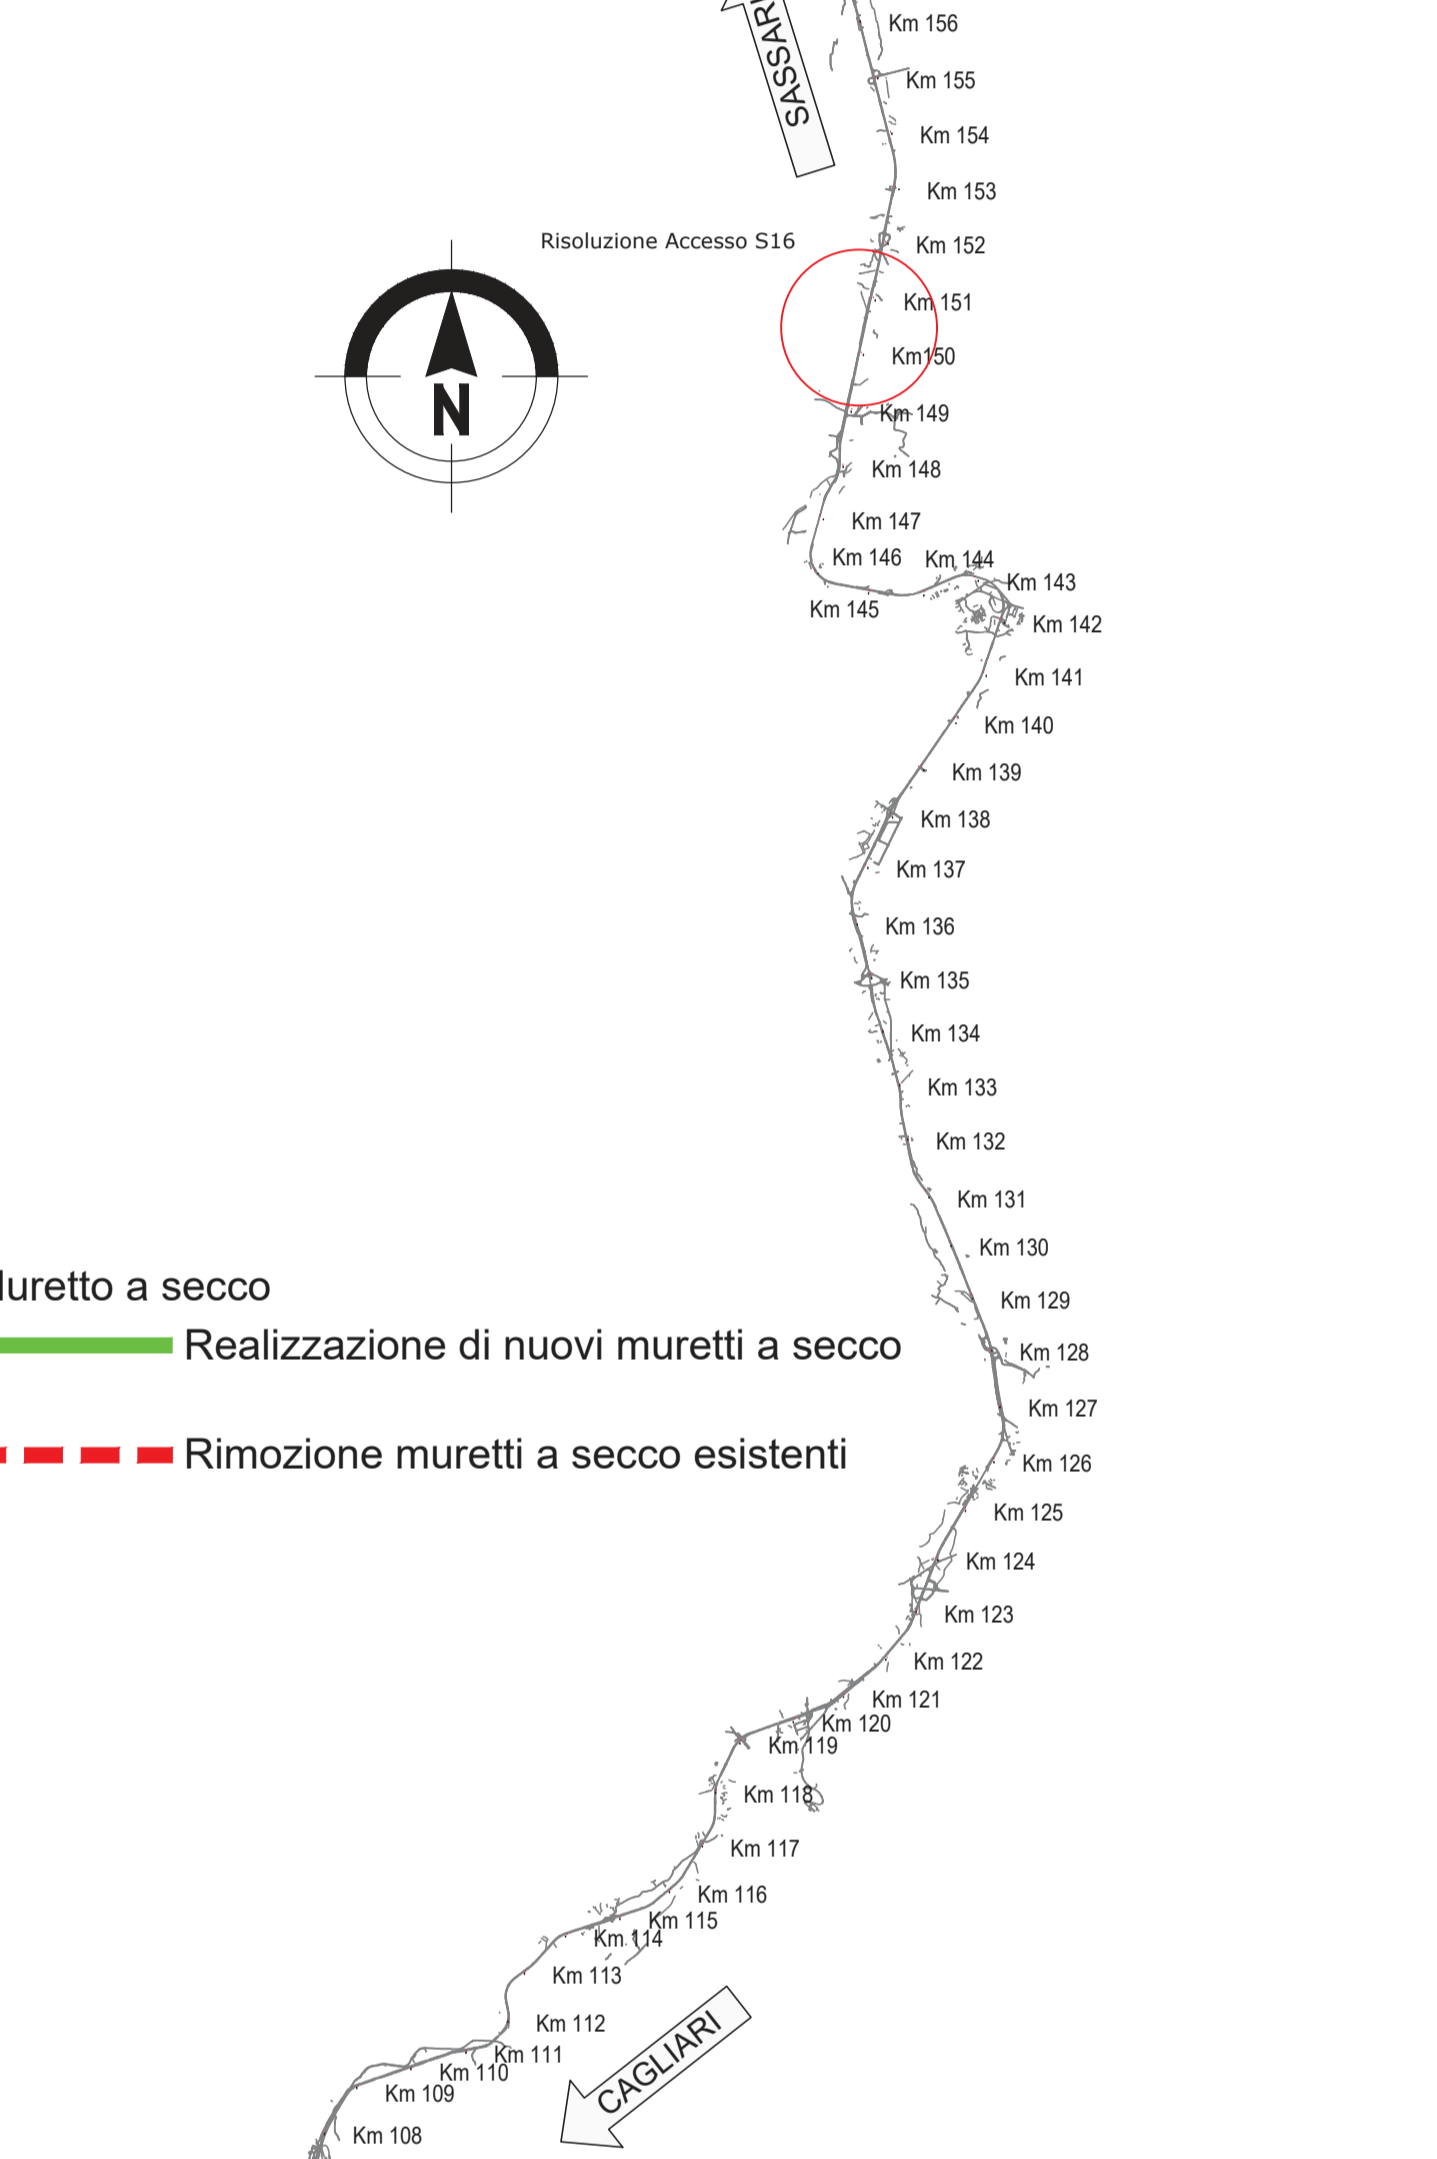 SASSARI
Km 156
Km 155
Km 154
Km 153
Risoluzione Accesso S16
Km 152
Km 151
Km150
N
Km 149
Km 148
Km 147
Km 146
Km 144
Km 143
Km 145
Km 142
Km 141
Km 140
Km 139
Km 138
Km 137
Km 136
Km 135
Km 134
Km 133
Km 132
Km 131
Km 130
uretto a secco
Km 129
Realizzazione di nuovi muretti a secco
Km 128
Km 127
Rimozione muretti a secco esistenti
Km 126
Km 125
Km 124
Km 123
Km 122
Km 121
Km 120
Km 119
Km 118
Km 117
Km 116
Km 115
Km 114
Km 113
Km 112
CAGLIARI
Km 111
Km 110
Km 109
Km 108